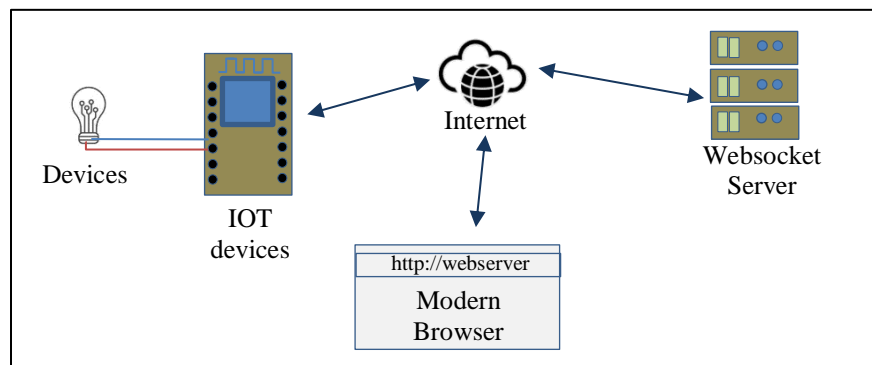 Devices
IOT
devices
Internet
Websocket
Server
http://webserver
Modern
Browser